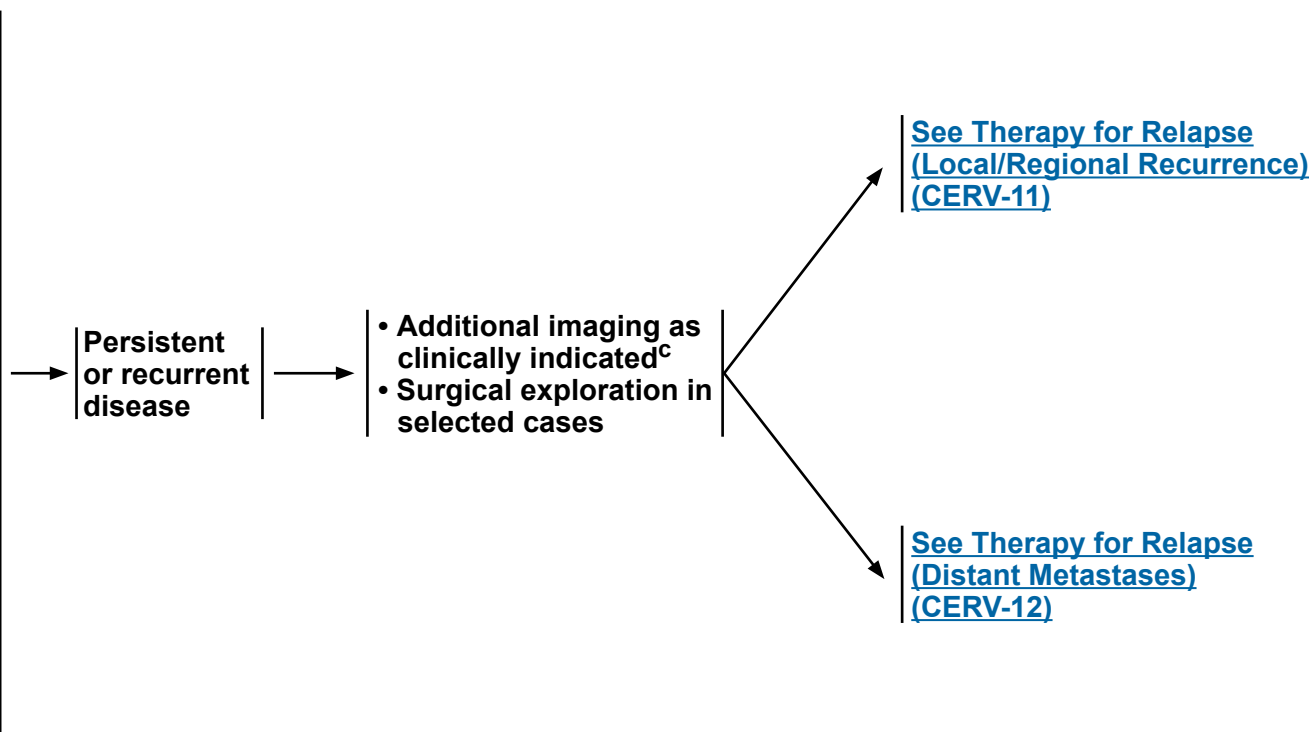 See Therapy for Relapse
(Local/Regional Recurrence)
(CERV-11)
Persistent
or recurrent
disease
• Additional imaging as
clinically indicatedᶜ
• Surgical exploration in
selected cases
See Therapy for Relapse
(Distant Metastases)
(CERV-12)